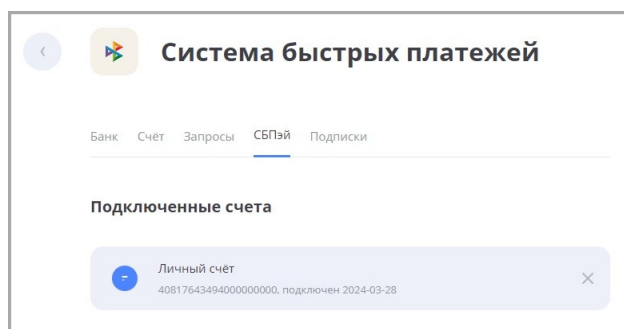 Система быстрых платежей
Банк Счёт Запросы СБПэй Подписки
Подключенные счета
Личный счёт
40817643494000000000, подключен 2024-03-28